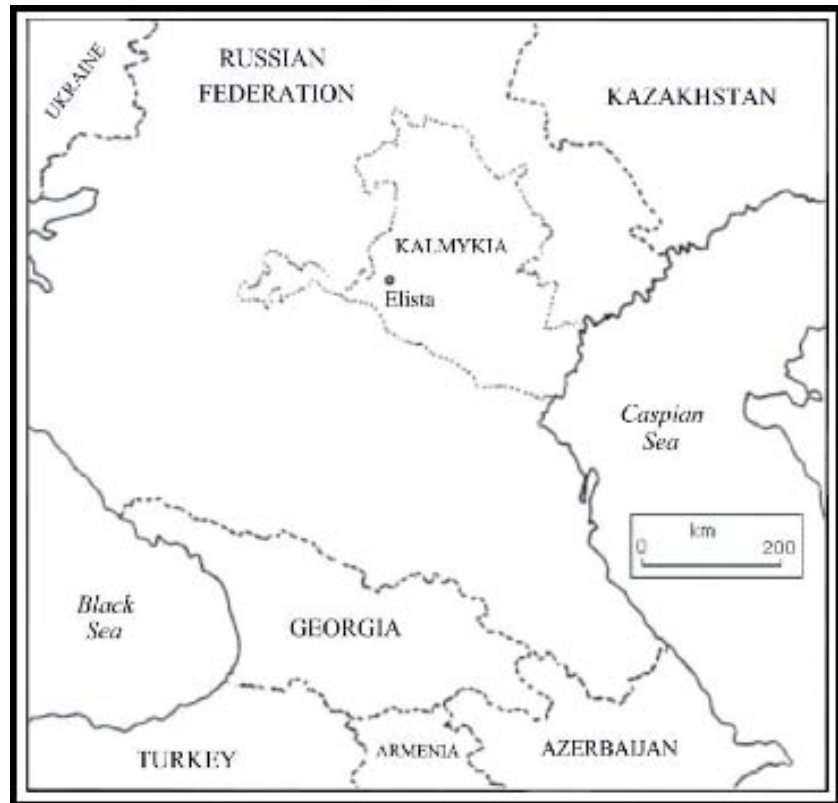 UKRAINE
RUSSIAN
FEDERATION
KAZAKHSTAN
KALMYKIA
Elista
Caspian
Sea
km
0 200
Black
Sea
GEORGIA
TURKEY
ARMENIA
AZERBAIJAN